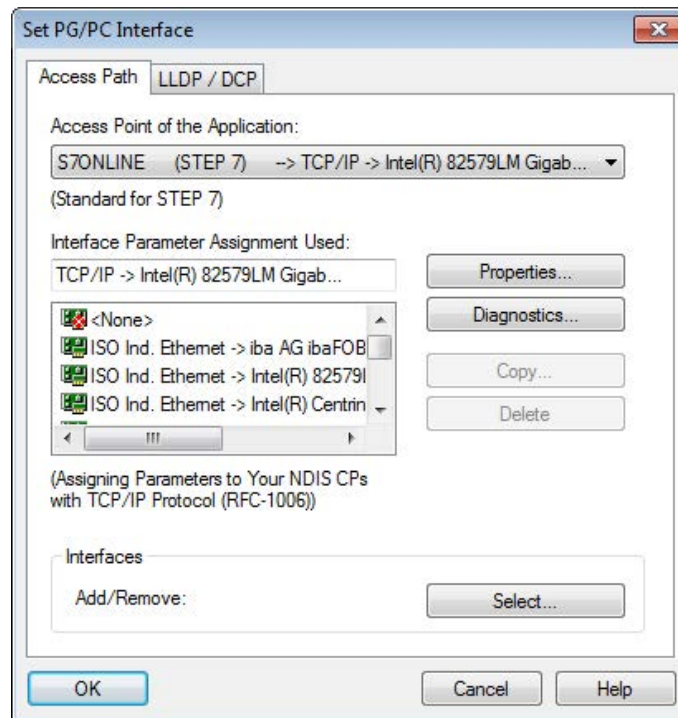 Set PG/PC Interface
Access Path
LLDP / DCP
Access Point of the Application:
S7ONLINE (STEP 7) --> TCP/IP -> Intel(R) 82579LM Gigab...
(Standard for STEP 7)
Interface Parameter Assignment Used:
TCP/IP -> Intel(R) 82579LM Gigab...
Properties...
<None>
Diagnostics...
ISO Ind. Ethernet -> iba AG ibaFOB
ISO Ind. Ethernet -> Intel(R) 82579l
Copy...
ISO Ind. Ethernet -> Intel(R) Centrin
Delete
(Assigning Parameters to Your NDIS CPs
with TCP/IP Protocol (RFC-1006))
Interfaces
Add/Remove:
Select...
OK
Cancel
Help